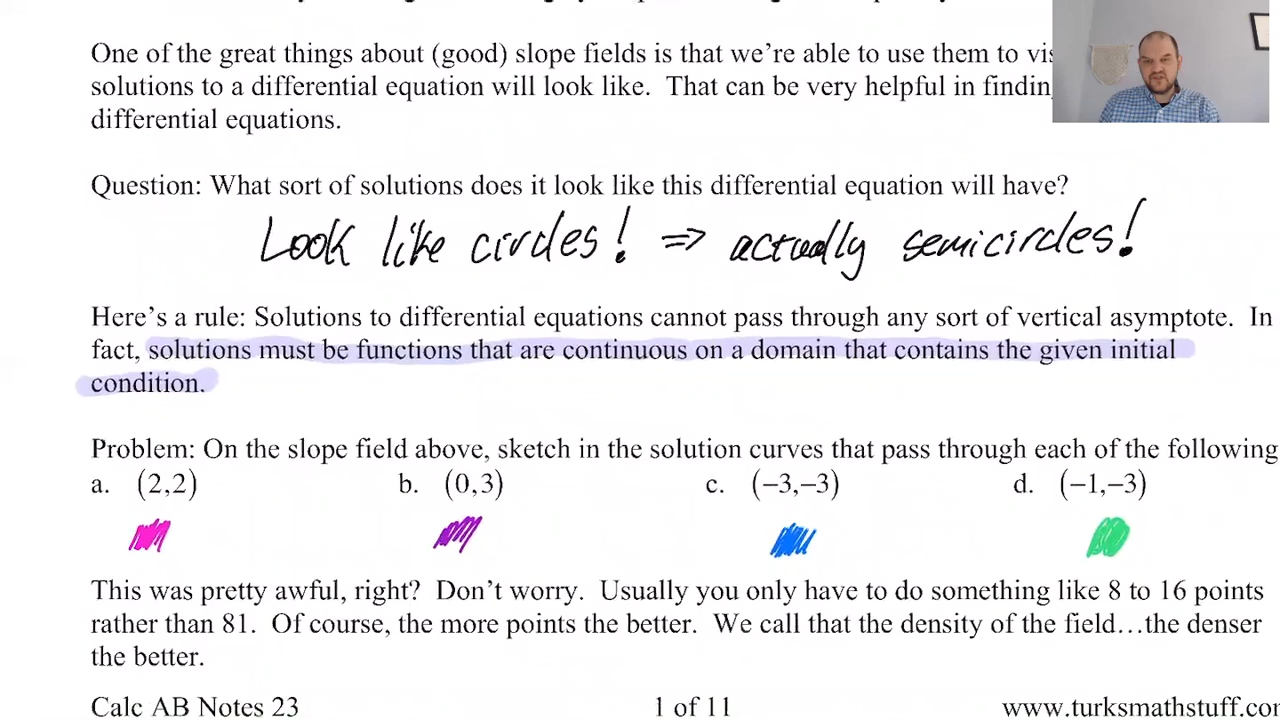 One of the great things about (good) slope fields is that we're able to use them to vis
solutions to a differential equation will look like. That can be very helpful in findin
differential equations.
Question: What sort of solutions does it look like this differential equation will have?
Look like circles! => actually semicircles!
Here's a rule: Solutions to differential equations cannot pass through any sort of vertical asymptote. In
fact, solutions must be functions that are continuous on a domain that contains the given initial
condition.
Problem: On the slope field above, sketch in the solution curves that pass through each of the following
a. (2,2) b. (0,3) c. (−3,−3) d. (−1,−3)
This was pretty awful, right? Don't worry. Usually you only have to do something like 8 to 16 points
rather than 81. Of course, the more points the better. We call that the density of the field…the denser
the better.
Calc AB Notes 23 1 of 11 www.turksmathstuff.com